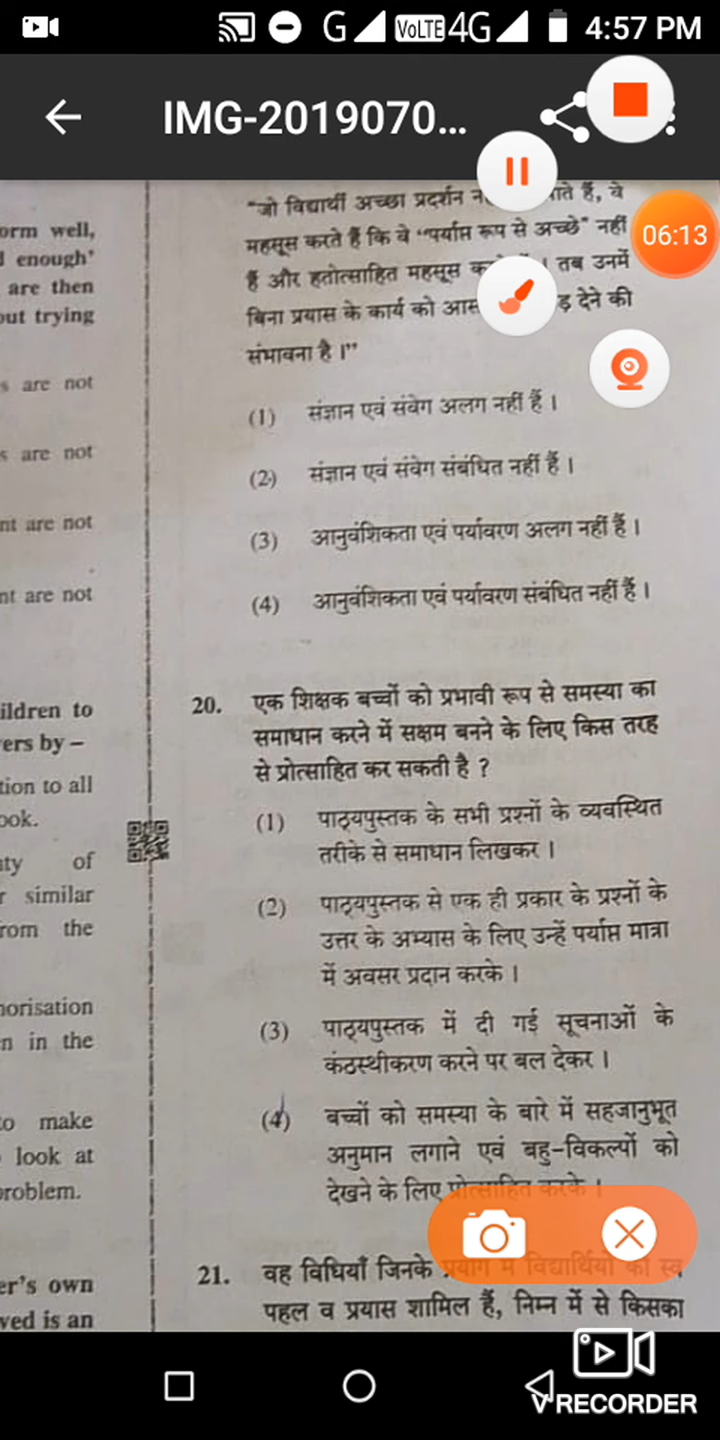 G VoLTE 4G 4:57 PM
IMG-2019070...
06:13
orm well,
enough'
are then
out trying
s are not
s are not
nt are not
nt are not
ildren to
ers by –
tion to all
ook.
ty of
similar
rom the
norisation
n in the
to make
look at
problem.
er's own
ved is an
"जो विद्यार्थी अच्छा प्रदर्शन हैं, वे
महसूस करते हैं कि वे "पर्याप्त रूप से अच्छे" नहीं
हैं और हतोत्साहित महसूस । तब उनमें
बिना प्रयास के कार्य को देने की
संभावना है ।"
(1) संज्ञान एवं संवेग अलग नहीं हैं ।
(2) संज्ञान एवं संवेग संबंधित नहीं हैं ।
(3) आनुवंशिकता एवं पर्यावरण अलग नहीं हैं ।
(4) आनुवंशिकता एवं पर्यावरण संबंधित नहीं हैं ।
20. एक शिक्षक बच्चों को प्रभावी रूप से समस्या का
समाधान करने में सक्षम बनने के लिए किस तरह
से प्रोत्साहित कर सकती है ?
(1) पाठ्यपुस्तक के सभी प्रश्नों के व्यवस्थित
तरीके से समाधान लिखकर ।
(2) पाठ्यपुस्तक से एक ही प्रकार के प्रश्नों के
उत्तर के अभ्यास के लिए उन्हें पर्याप्त मात्रा
में अवसर प्रदान करके ।
(3) पाठ्यपुस्तक में दी गई सूचनाओं के
कंठस्थीकरण करने पर बल देकर ।
(4) बच्चों को समस्या के बारे में सहजानुभूत
अनुमान लगाने एवं बहु-विकल्पों को
देखने के लिए प्रोत्साहित करके ।
21. वह विधियाँ जिनके प्रयोग में विद्यार्थियों की स्व
पहल व प्रयास शामिल हैं, निम्न में से किसका
VRECORDER